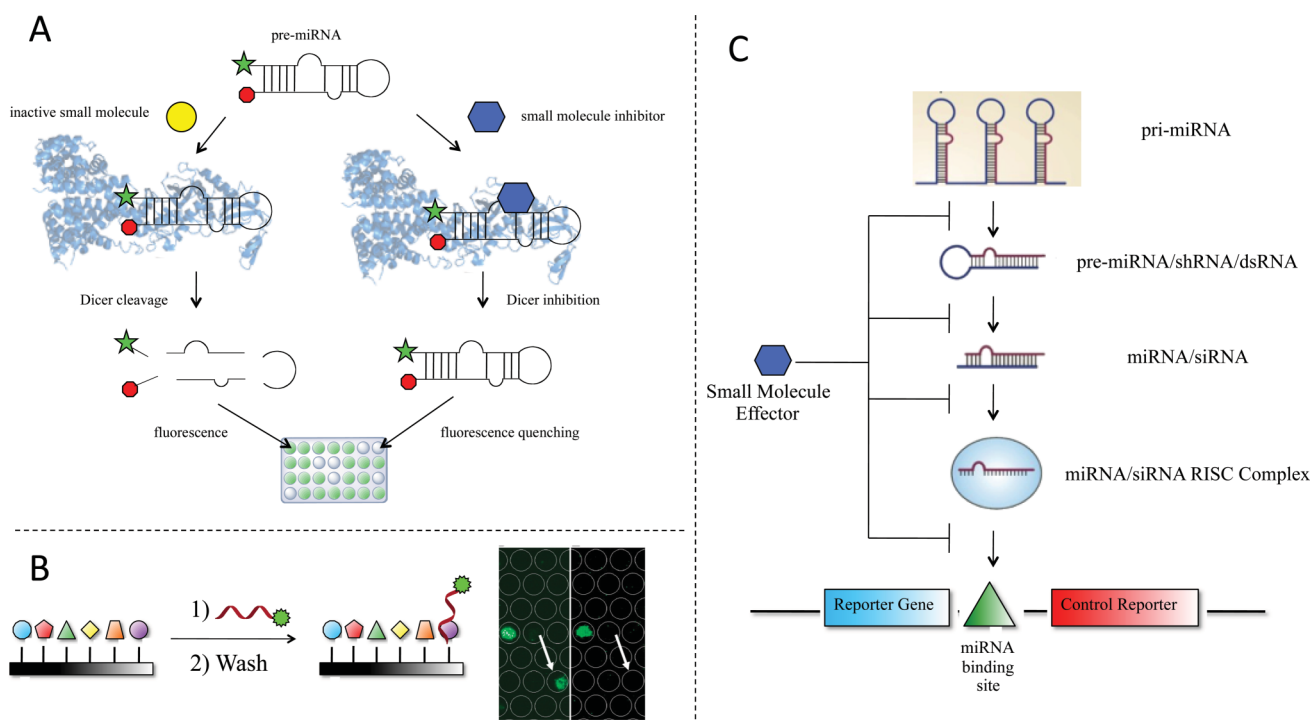 A
pre-miRNA
inactive small molecule
small molecule inhibitor
Dicer cleavage
Dicer inhibition
fluorescence
fluorescence quenching
B
1)
2) Wash
C
pri-miRNA
pre-miRNA/shRNA/dsRNA
miRNA/siRNA
Small Molecule
Effector
miRNA/siRNA RISC Complex
Reporter Gene
Control Reporter
miRNA
binding
site